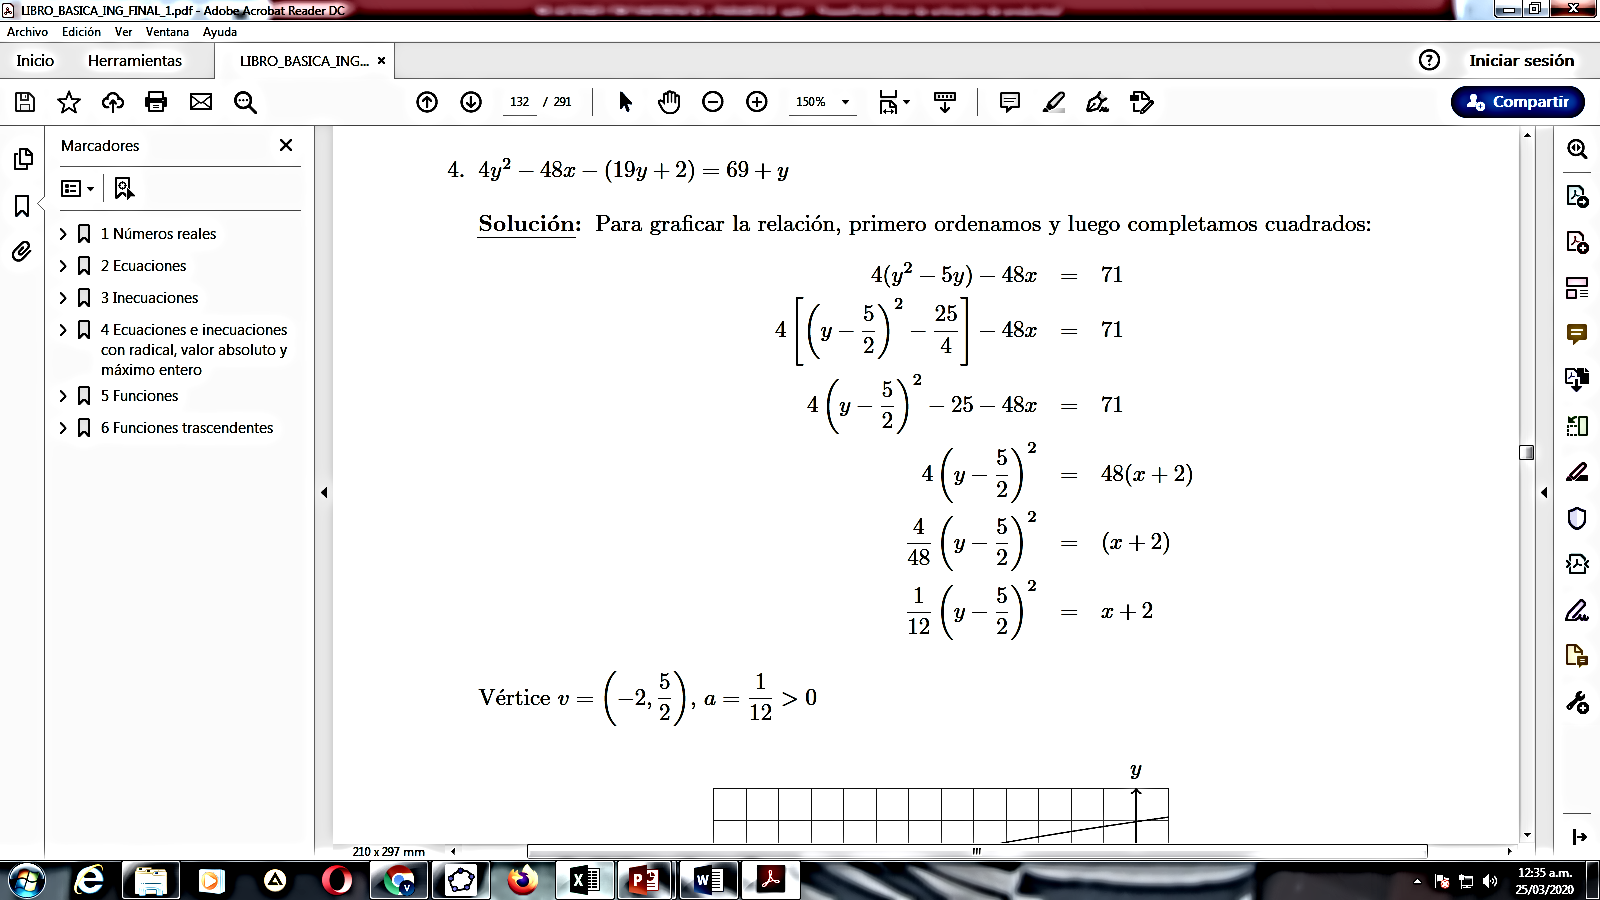 LIBRO_BASICA_ING_FINAL_1.pdf - Adobe Acrobat Reader DC
Archivo Edición Ver Ventana Ayuda
Inicio Herramientas LIBRO_BASICA_ING... × Iniciar sesión
132 / 291 150% Compartir
Marcadores
1 Números reales
2 Ecuaciones
3 Inecuaciones
4 Ecuaciones e inecuaciones
con radical, valor absoluto y
máximo entero
5 Funciones
6 Funciones trascendentes
4. 4y² − 48x − (19y + 2) = 69 + y
Solución: Para graficar la relación, primero ordenamos y luego completamos cuadrados:
4(y² − 5y) − 48x = 71
4[(y − 5/2)² − 25/4] − 48x = 71
4(y − 5/2)² − 25 − 48x = 71
4(y − 5/2)² = 48(x + 2)
4/48 (y − 5/2)² = (x + 2)
1/12 (y − 5/2)² = x + 2
Vértice v = (−2, 5/2), a = 1/12 > 0
y
210 x 297 mm
12:35 a.m.
25/03/2020